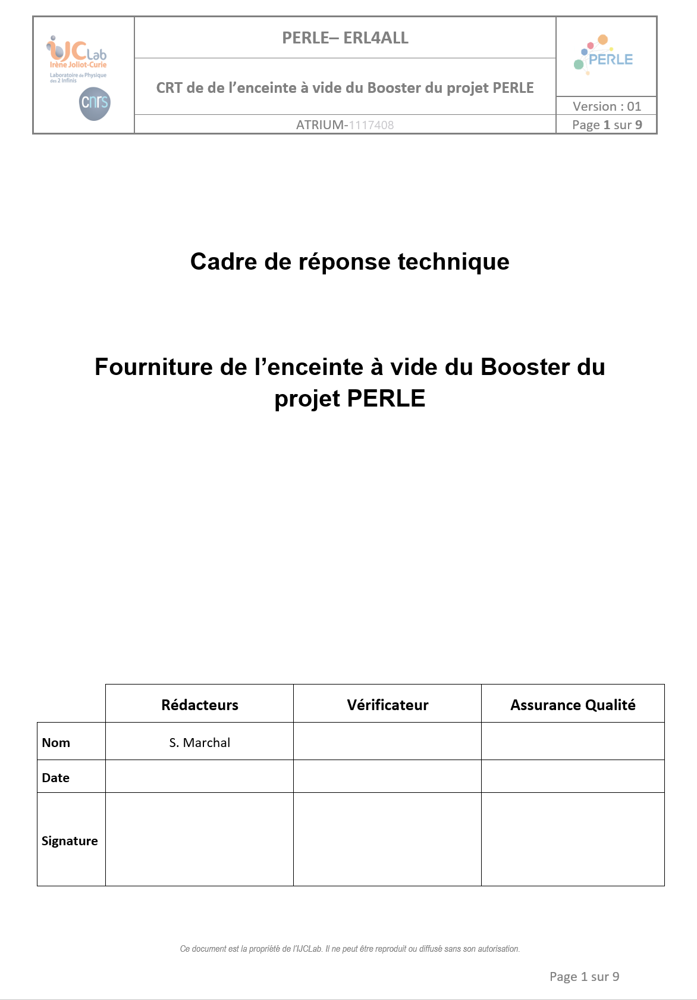 iJCLab
Irène Joliot-Curie
Laboratoire de Physique
des 2 Infinis
cnrs
PERLE– ERL4ALL
CRT de de l’enceinte à vide du Booster du projet PERLE
ATRIUM-1117408
PERLE
Version : 01
Page 1 sur 9
Cadre de réponse technique
Fourniture de l’enceinte à vide du Booster du
projet PERLE
Rédacteurs Vérificateur Assurance Qualité
Nom S. Marchal
Date
Signature
Ce document est la propriété de l’IJCLab. Il ne peut être reproduit ou diffusé sans son autorisation.
Page 1 sur 9